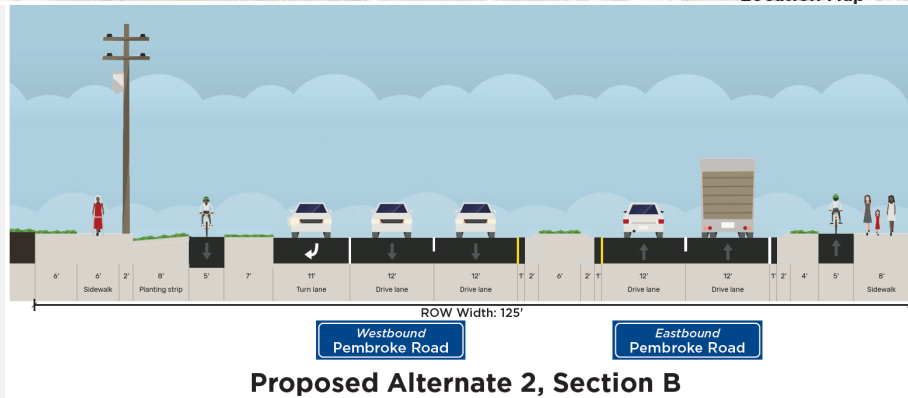 6' 6' 2' 8' 5' 7' 11' 12' 12' 1' 2' 6' 2' 1' 12' 12' 1' 2' 4' 5' 8'
Sidewalk Planting strip Turn lane Drive lane Drive lane Drive lane Drive lane Sidewalk
ROW Width: 125'
Westbound
Pembroke Road
Eastbound
Pembroke Road
Proposed Alternate 2, Section B